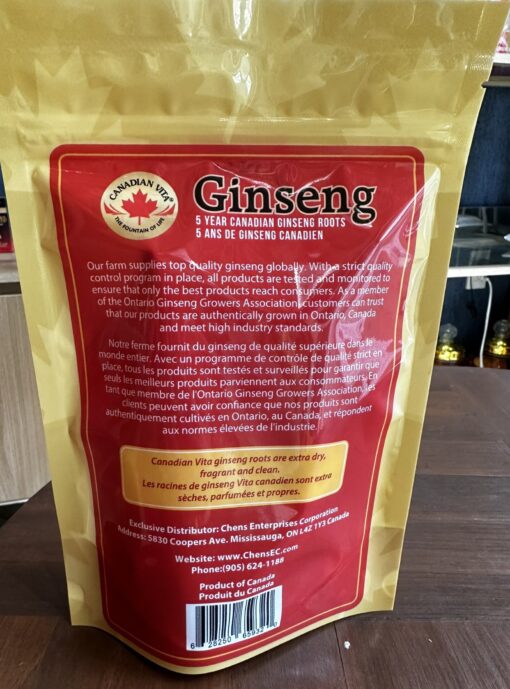 CANADIAN VITA®
THE FOUNTAIN OF LIFE
Ginseng
5 YEAR CANADIAN GINSENG ROOTS
5 ANS DE GINSENG CANADIEN
Our farm supplies top quality ginseng globally. With a strict quality
control program in place, all products are tested and monitored to
ensure that only the best products reach consumers. As a member
of the Ontario Ginseng Growers Association, customers can trust
that our products are authentically grown in Ontario, Canada
and meet high industry standards.
Notre ferme fournit du ginseng de qualité supérieure dans le
monde entier. Avec un programme de contrôle de qualité strict en
place, tous les produits sont testés et surveillés pour garantir que
seuls les meilleurs produits parviennent aux consommateurs. En
tant que membre de l'Ontario Ginseng Growers Association, les
clients peuvent avoir confiance que nos produits sont
authentiquement cultivés en Ontario, au Canada, et répondent
aux normes élevées de l'industrie.
Canadian Vita ginseng roots are extra dry,
fragrant and clean.
Les racines de ginseng Vita canadien sont extra
sèches, parfumées et propres.
Exclusive Distributor: Chens Enterprises Corporation
Address: 5830 Coopers Ave. Mississauga, ON L4Z 1Y3 Canada
Website: www.ChensEC.com
Phone:(905) 624-1188
Product of Canada
Produit du Canada
6 28250 65932 0